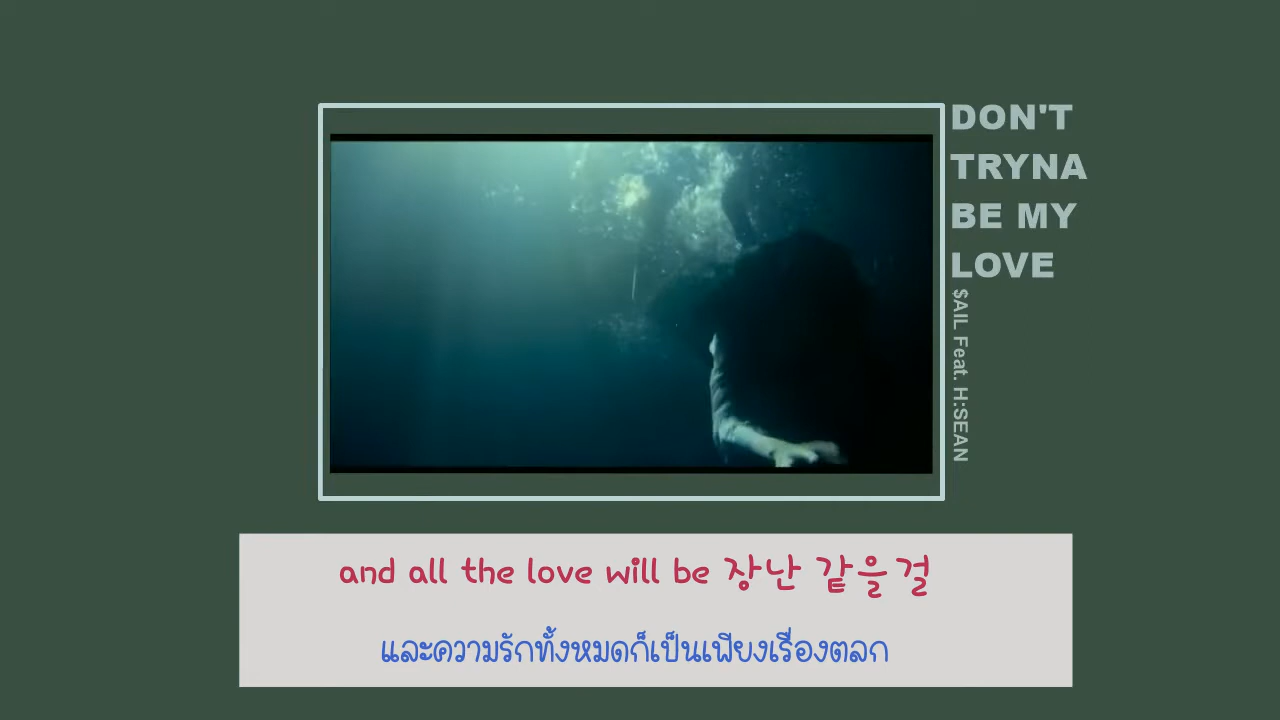 DON'T
TRYNA
BE MY
LOVE
$AIL Feat. H:SEAN
and all the love will be 장난 같을걸
และความรักทั้งหมดก็เป็นเพียงเรื่องตลก